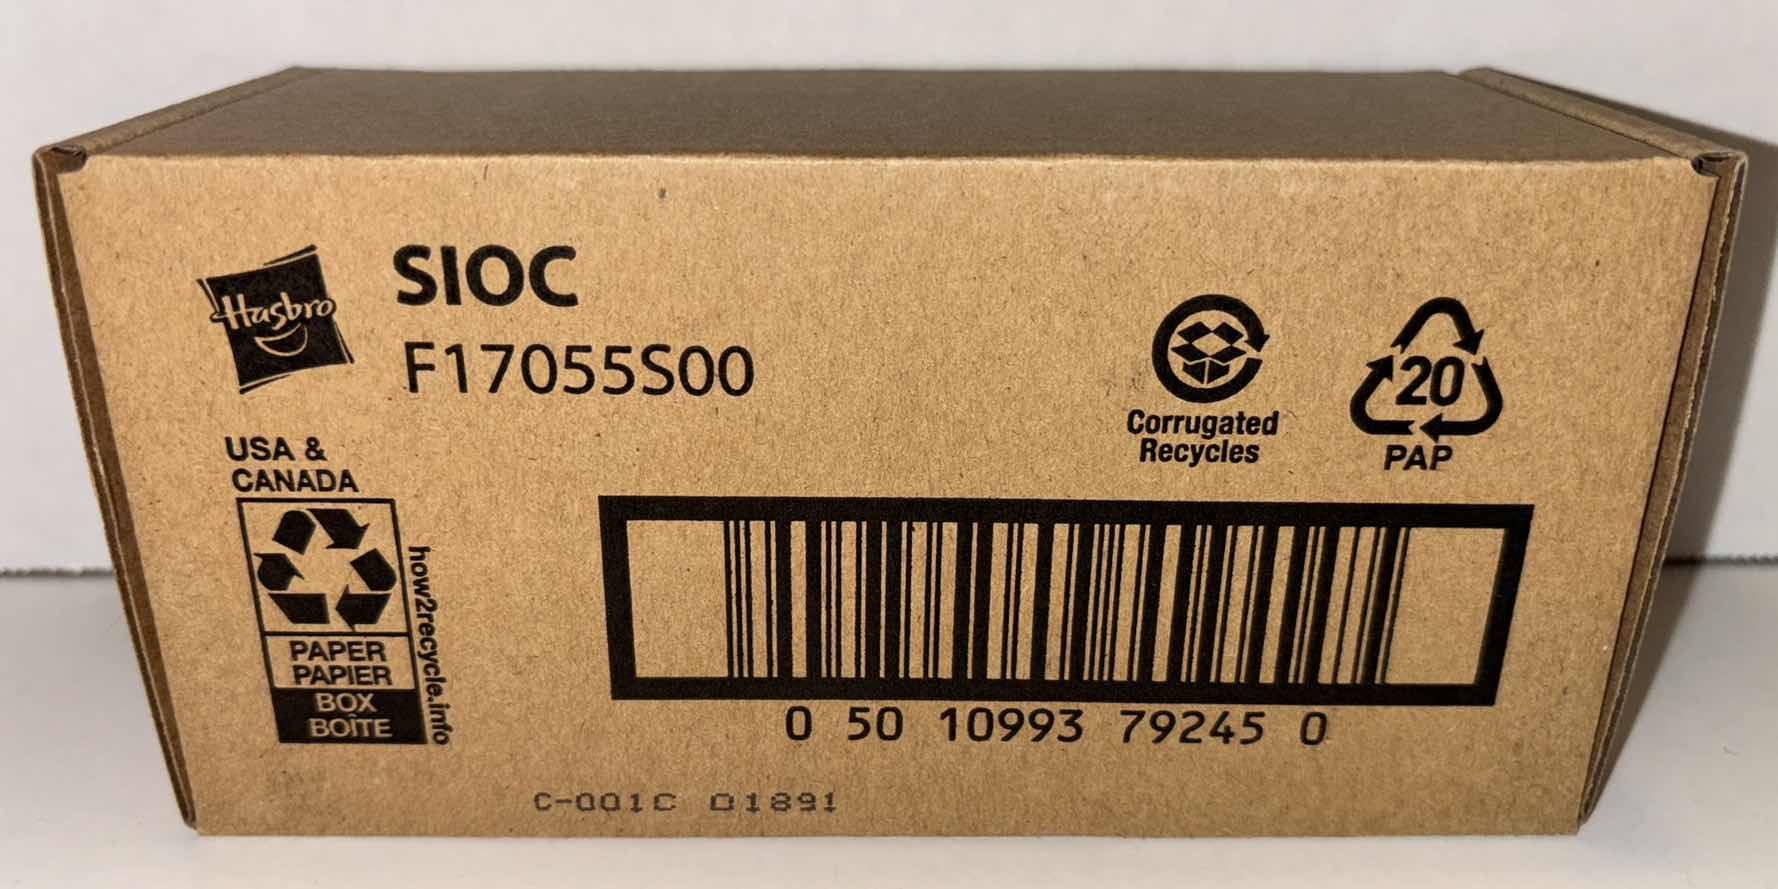 Hasbro
SIOC
F17055S00
USA &
CANADA
how2recycle.info
PAPER
PAPIER
BOX
BOÎTE
Corrugated
Recycles
20
PAP
0 50 10993 79245 0
C-001C D1891